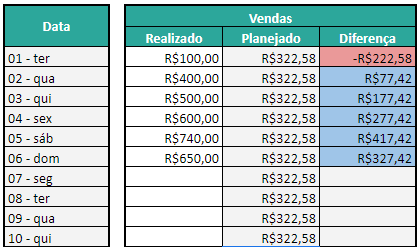 Data Vendas
Realizado Planejado Diferença
01 - ter R$100,00 R$322,58 -R$222,58
02 - qua R$400,00 R$322,58 R$77,42
03 - qui R$500,00 R$322,58 R$177,42
04 - sex R$600,00 R$322,58 R$277,42
05 - sáb R$740,00 R$322,58 R$417,42
06 - dom R$650,00 R$322,58 R$327,42
07 - seg R$322,58
08 - ter R$322,58
09 - qua R$322,58
10 - qui R$322,58